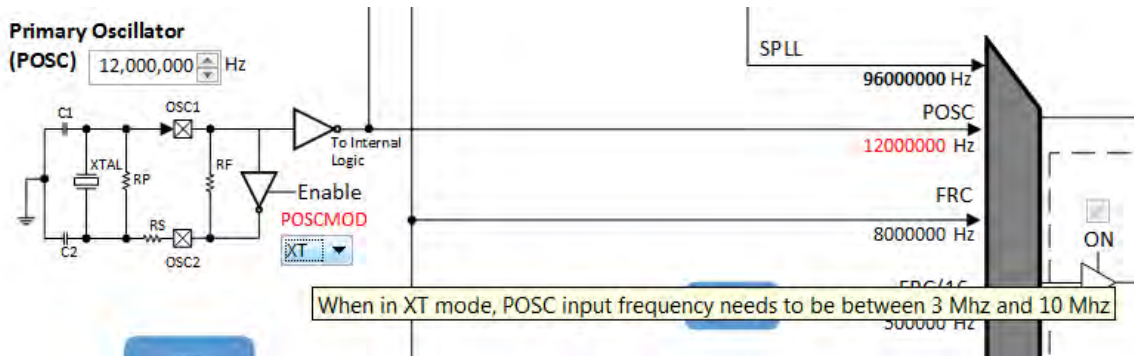 Primary Oscillator
(POSC) 12,000,000 Hz
SPLL
96000000 Hz
C1
OSC1
POSC
To Internal
Logic
12000000 Hz
XTAL
RP
RF
Enable
FRC
POSCMOD
RS
C2
OSC2
XT
8000000 Hz
ON
FRC/16
When in XT mode, POSC input frequency needs to be between 3 Mhz and 10 Mhz
500000 Hz